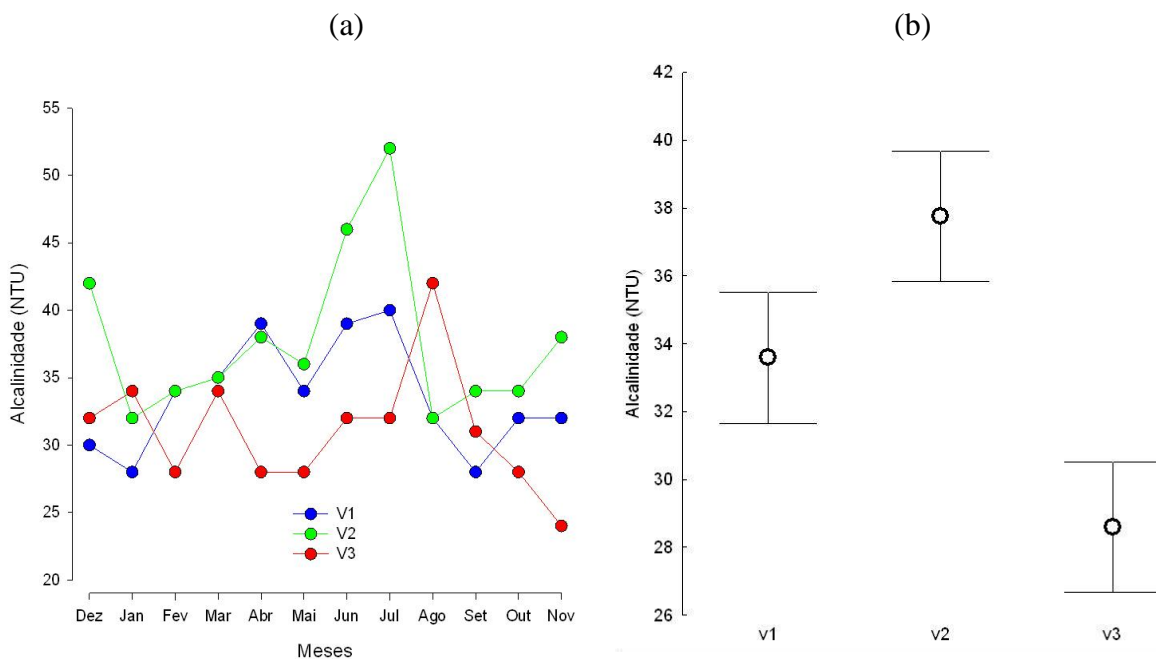 (a)
55
50
45
40
35
30
25
20
Alcalinidade (NTU)
V1
V2
V3
Dez Jan Fev Mar Abr Mai Jun Jul Ago Set Out Nov
Meses
(b)
42
40
38
36
34
32
30
28
26
Alcalinidade (NTU)
v1 v2 v3